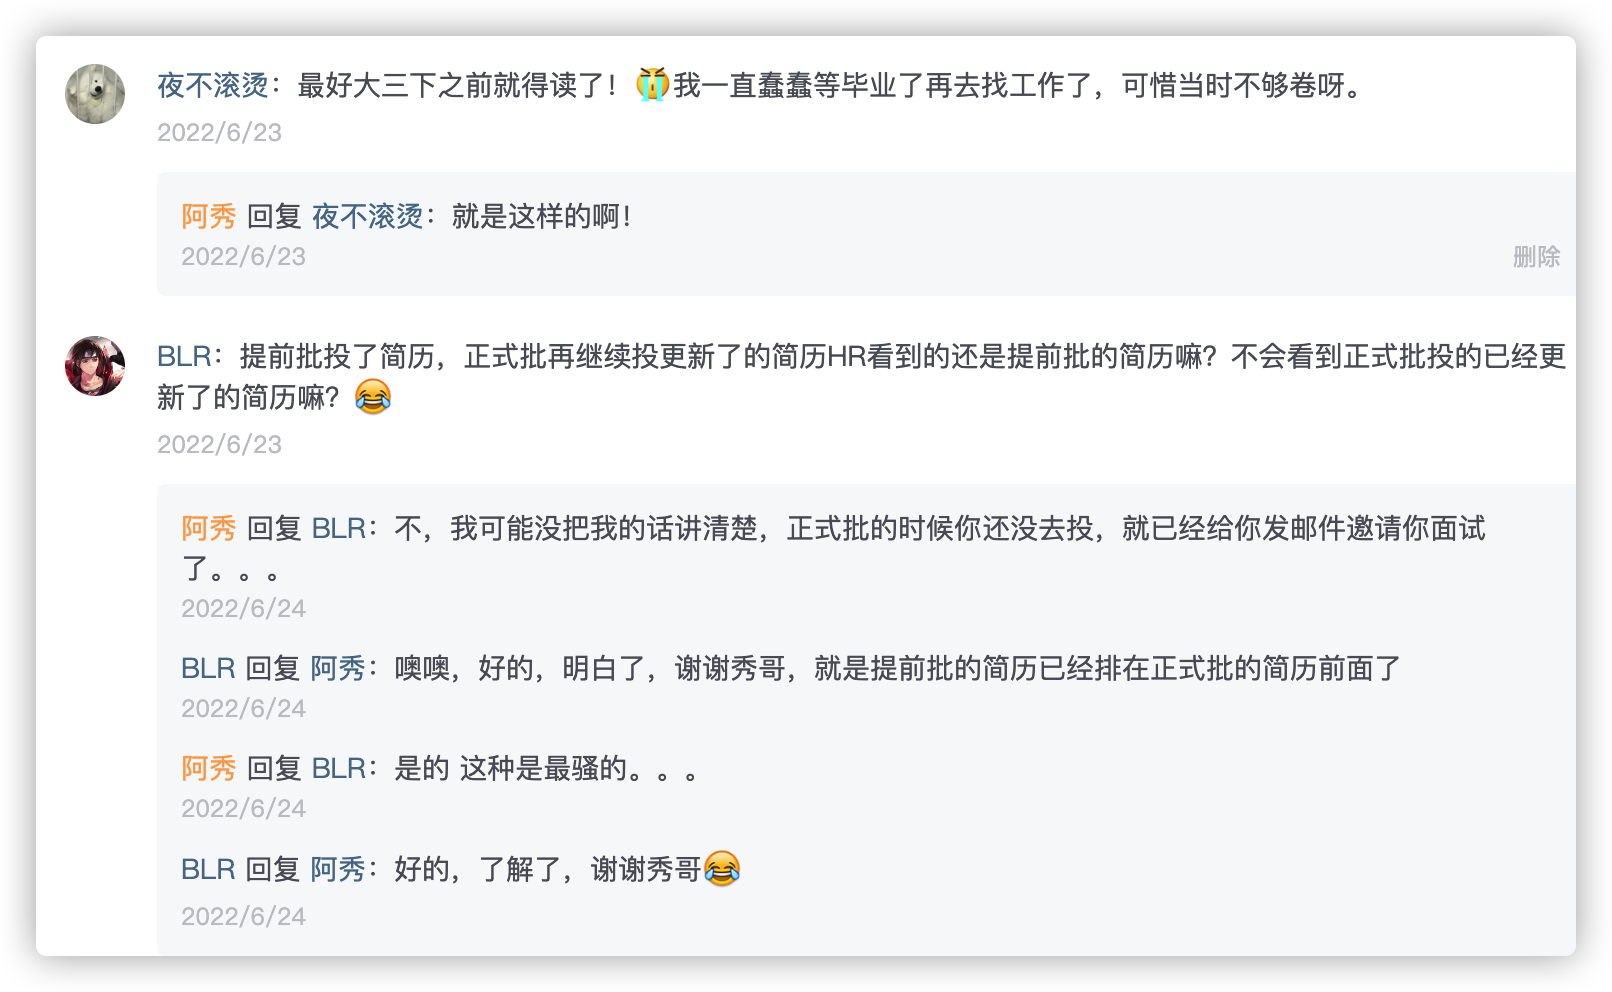 夜不滚烫：最好大三下之前就得读了！😭我一直蠢蠢等毕业了再去找工作了，可惜当时不够卷呀。
2022/6/23
阿秀 回复 夜不滚烫：就是这样的啊！
2022/6/23
删除
BLR：提前批投了简历，正式批再继续投更新了的简历HR看到的还是提前批的简历嘛？不会看到正式批投的已经更
新了的简历嘛？😂
2022/6/23
阿秀 回复 BLR：不，我可能没把我的话讲清楚，正式批的时候你还没去投，就已经给你发邮件邀请你面试
了。。。
2022/6/24
BLR 回复 阿秀：噢噢，好的，明白了，谢谢秀哥，就是提前批的简历已经排在正式批的简历前面了
2022/6/24
阿秀 回复 BLR：是的 这种是最骚的。。。
2022/6/24
BLR 回复 阿秀：好的，了解了，谢谢秀哥😂
2022/6/24